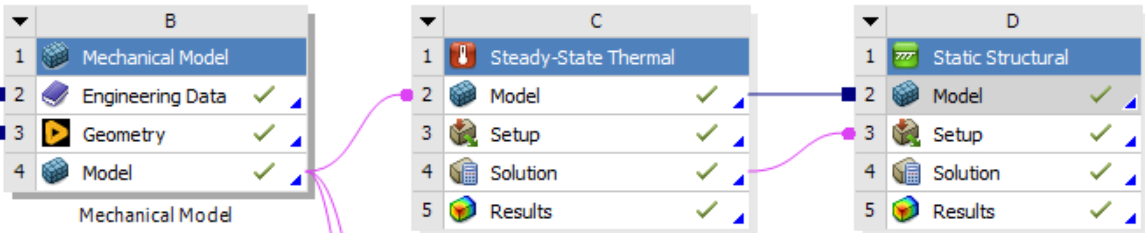 B
1 Mechanical Model
2 Engineering Data
3 Geometry
4 Model
Mechanical Model
C
1 Steady-State Thermal
2 Model
3 Setup
4 Solution
5 Results
D
1 Static Structural
2 Model
3 Setup
4 Solution
5 Results